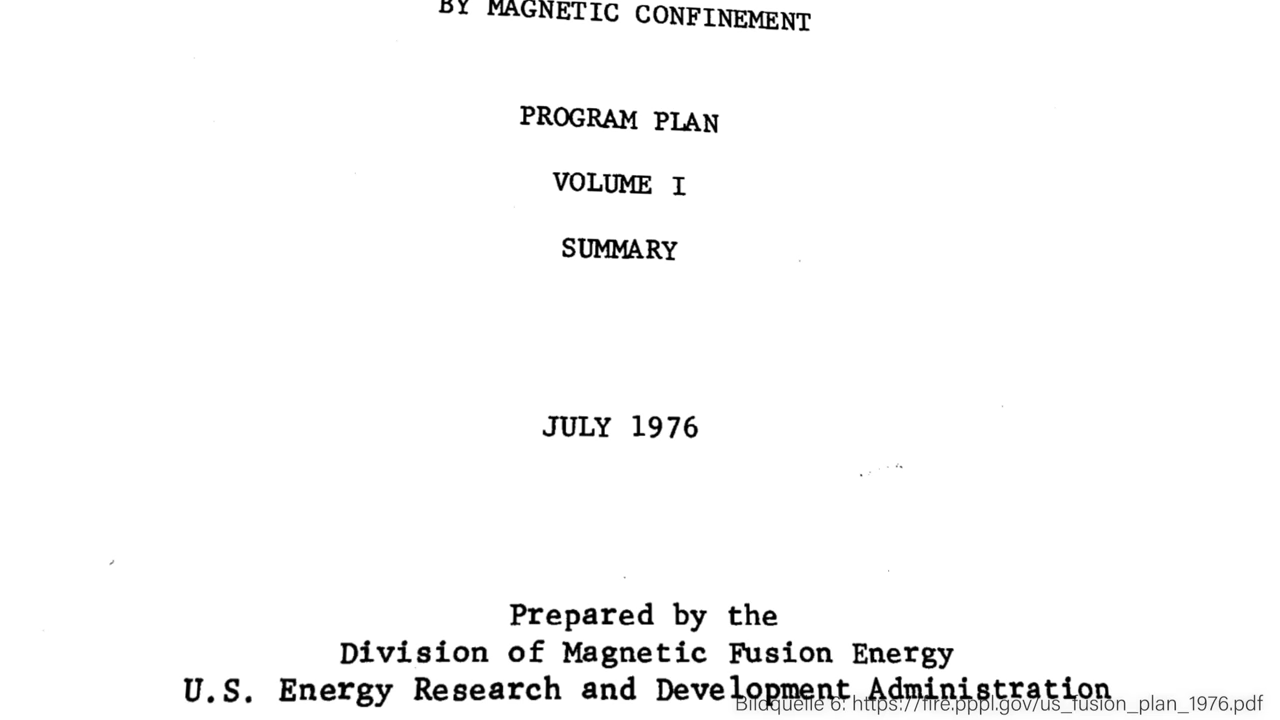 BY MAGNETIC CONFINEMENT
PROGRAM PLAN
VOLUME I
SUMMARY
JULY 1976
Prepared by the
Division of Magnetic Fusion Energy
U.S. Energy Research and Development Administration
Bildquelle 6: https://fire.pppl.gov/us_fusion_plan_1976.pdf